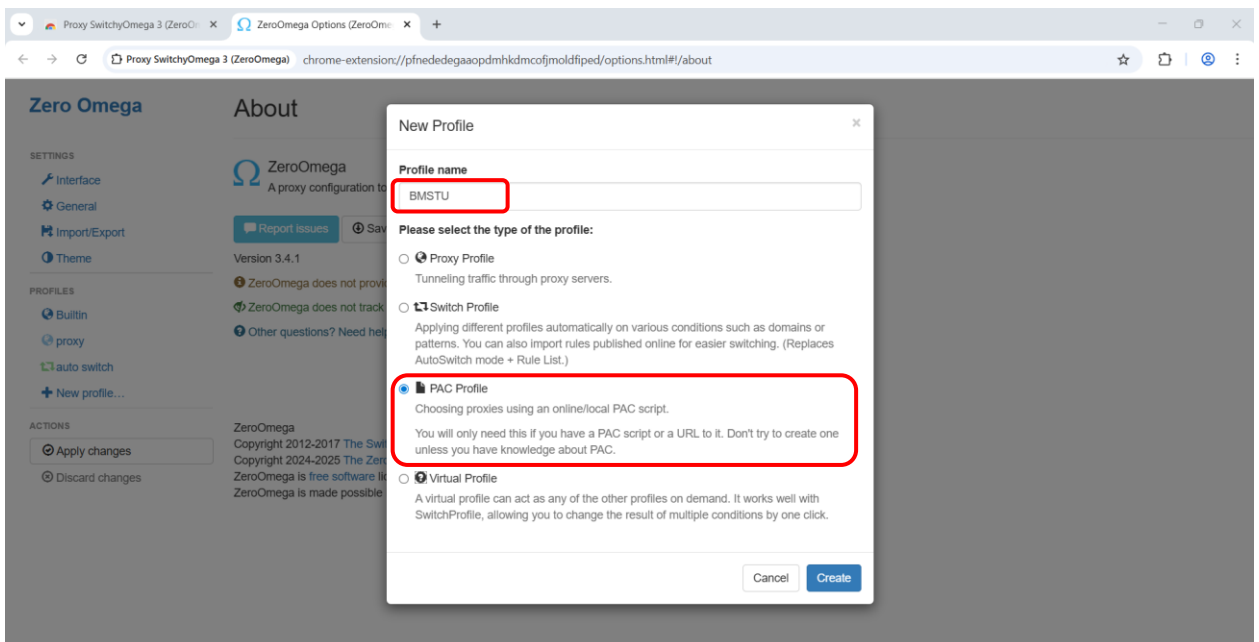 Proxy SwitchyOmega 3 (ZeroOm
ZeroOmega Options (ZeroOme
Proxy SwitchyOmega 3 (ZeroOmega)
chrome-extension://pfnededegaaopdmhkdmcofjmoldfiped/options.html#!/about
Zero Omega
SETTINGS
Interface
General
Import/Export
Theme
PROFILES
Builtin
proxy
auto switch
New profile…
ACTIONS
Apply changes
Discard changes
About
ZeroOmega
A proxy configuration to
Report issues
Sav
Version 3.4.1
ZeroOmega does not provi
ZeroOmega does not track
Other questions? Need help
ZeroOmega
Copyright 2012-2017 The Swit
Copyright 2024-2025 The Zero
ZeroOmega is free software lic
ZeroOmega is made possible
New Profile
Profile name
BMSTU
Please select the type of the profile:
Proxy Profile
Tunneling traffic through proxy servers.
Switch Profile
Applying different profiles automatically on various conditions such as domains or
patterns. You can also import rules published online for easier switching. (Replaces
AutoSwitch mode + Rule List.)
PAC Profile
Choosing proxies using an online/local PAC script.
You will only need this if you have a PAC script or a URL to it. Don't try to create one
unless you have knowledge about PAC.
Virtual Profile
A virtual profile can act as any of the other profiles on demand. It works well with
SwitchProfile, allowing you to change the result of multiple conditions by one click.
Cancel
Create